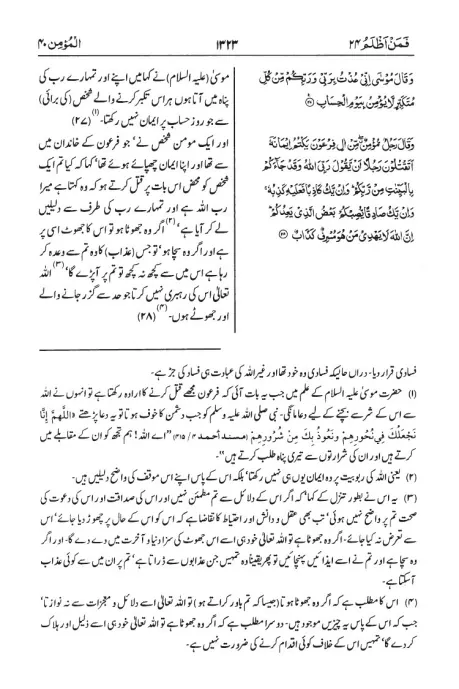 فَمَنْ اَظْلَمُ ۲۴
۱۳۲۳
الْمُؤْمِن ۴۰
وَقَالَ مُوْسٰٓى اِنِّىْ عُذْتُ بِرَبِّىْ وَرَبِّكُمْ مِّنْ كُلِّ
مُتَكَبِّرٍ لَّا يُؤْمِنُ بِيَوْمِ الْحِسَابِ
وَقَالَ رَجُلٌ مُّؤْمِنٌ مِّنْ اٰلِ فِرْعَوْنَ يَكْتُمُ اِيْمَانَهٗٓ
اَتَقْتُلُوْنَ رَجُلًا اَنْ يَّقُوْلَ رَبِّىَ اللّٰهُ وَقَدْ جَآءَكُمْ
بِالْبَيِّنٰتِ مِنْ رَّبِّكُمْ وَاِنْ يَّكُ كَاذِبًا فَعَلَيْهِ كَذِبُهٗ
وَاِنْ يَّكُ صَادِقًا يُّصِبْكُمْ بَعْضُ الَّذِىْ يَعِدُكُمْ
اِنَّ اللّٰهَ لَا يَهْدِىْ مَنْ هُوَ مُسْرِفٌ كَذَّابٌ
موسیٰ (علیہ السلام) نے کہا میں اپنے اور تمہارے رب کی
پناہ میں آتا ہوں ہر اس تکبر کرنے والے شخص (کی برائی)
سے جو روز حساب پر ایمان نہیں رکھتا۔ (۱) (۲۷)
اور ایک مومن شخص نے' جو فرعون کے خاندان میں
سے تھا اور اپنا ایمان چھپائے ہوئے تھا' کہا کہ کیا تم ایک
شخص کو محض اس بات پر قتل کرتے ہو کہ وہ کہتا ہے میرا
رب اللہ ہے اور تمہارے رب کی طرف سے دلیلیں
لے کر آیا ہے' (۲) اگر وہ جھوٹا ہو تو اس کا جھوٹ اسی پر
ہے اور اگر وہ سچا ہو' تو جس (عذاب) کا وہ تم سے وعدہ کر
رہا ہے اس میں سے کچھ نہ کچھ تو تم پر آ پڑے گا' (۳) اللہ
تعالیٰ اس کی رہبری نہیں کرتا جو حد سے گزر جانے والے
اور جھوٹے ہوں۔ (۴) (۲۸)
فسادی قرار دیا۔ دراں حالیکہ فسادی وہ خود تھا اور غیر اللہ کی عبادت ہی فساد کی جڑ ہے۔
(۱) حضرت موسیٰ علیہ السلام کے علم میں جب یہ بات آئی کہ فرعون مجھے قتل کرنے کا ارادہ رکھتا ہے تو انہوں نے اللہ
سے اس کے شر سے بچنے کے لیے دعا مانگی۔ نبی صلی اللہ علیہ وسلم کو جب دشمن کا خوف ہوتا تو یہ دعا پڑھتے «اَللّٰهُمَّ إِنَّا
نَجْعَلُكَ فِي نُحُورِهِمْ وَنَعُوذُ بِكَ مِنْ شُرُورِهِمْ» (مسند أحمد ۴/ ۴۱۵) "اے اللہ! ہم تجھ کو ان کے مقابلے میں
کرتے ہیں اور ان کی شرارتوں سے تیری پناہ طلب کرتے ہیں"۔
(۲) یعنی اللہ کی ربوبیت پر وہ ایمان یوں ہی نہیں رکھتا' بلکہ اس کے پاس اپنے اس موقف کی واضح دلیلیں ہیں۔
(۳) یہ اس نے بطور تنزل کے کہا' کہ اگر اس کے دلائل سے تم مطمئن نہیں اور اس کی صداقت اور اس کی دعوت کی
صحت تم پر واضح نہیں ہوئی' تب بھی عقل و دانش اور احتیاط کا تقاضا ہے کہ اس کو اس کے حال پر چھوڑ دیا جائے' اس
سے تعرض نہ کیا جائے۔ اگر وہ جھوٹا ہے تو اللہ تعالیٰ خود ہی اسے اس جھوٹ کی سزا دنیا و آخرت میں دے دے گا۔ اور اگر
وہ سچا ہے اور تم نے اسے ایذائیں پہنچائیں تو پھر یقیناً وہ تمہیں جن عذابوں سے ڈراتا ہے' تم پر ان میں سے کوئی عذاب
آ سکتا ہے۔
(۴) اس کا مطلب ہے کہ اگر وہ جھوٹا ہوتا (جیسا کہ تم باور کراتے ہو) تو اللہ تعالیٰ اسے دلائل و معجزات سے نہ نوازتا'
جب کہ اس کے پاس یہ چیزیں موجود ہیں۔ دوسرا مطلب ہے کہ اگر وہ جھوٹا ہے تو اللہ تعالیٰ خود ہی اسے ذلیل اور ہلاک
کر دے گا' تمہیں اس کے خلاف کوئی اقدام کرنے کی ضرورت نہیں ہے۔